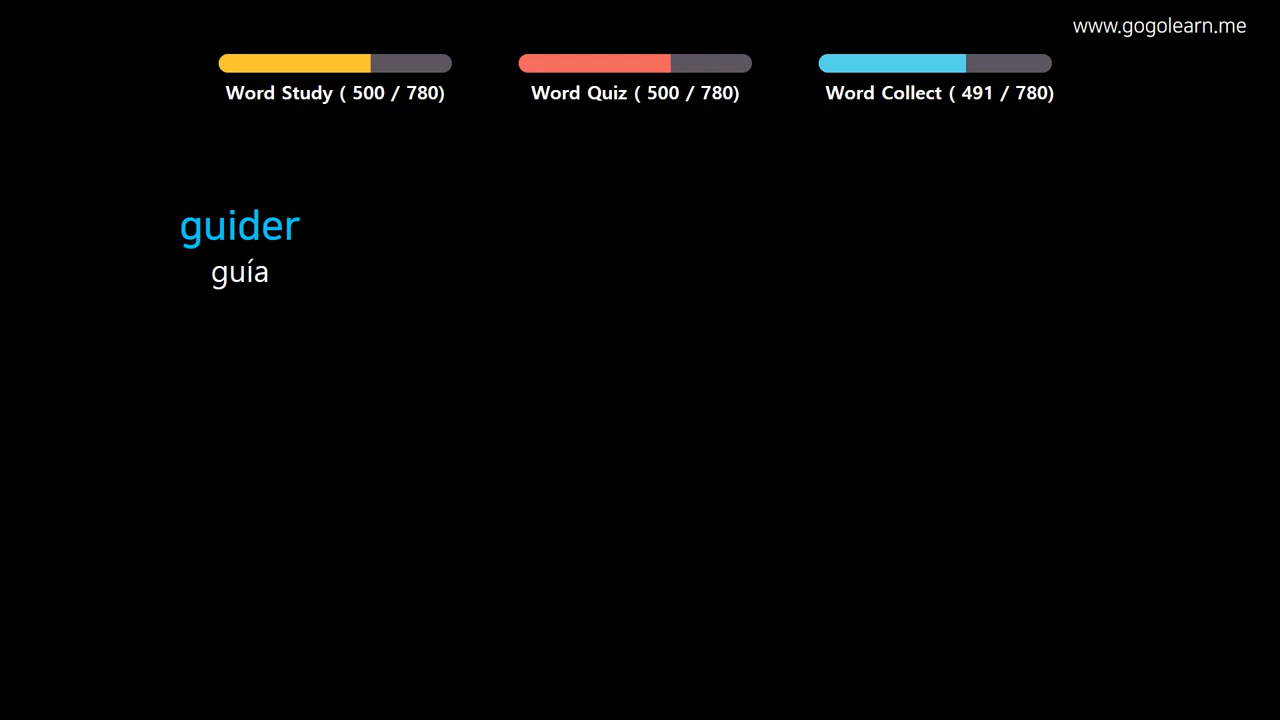 www.gogolearn.me
Word Study ( 500 / 780)
Word Quiz ( 500 / 780)
Word Collect ( 491 / 780)
guider
guía